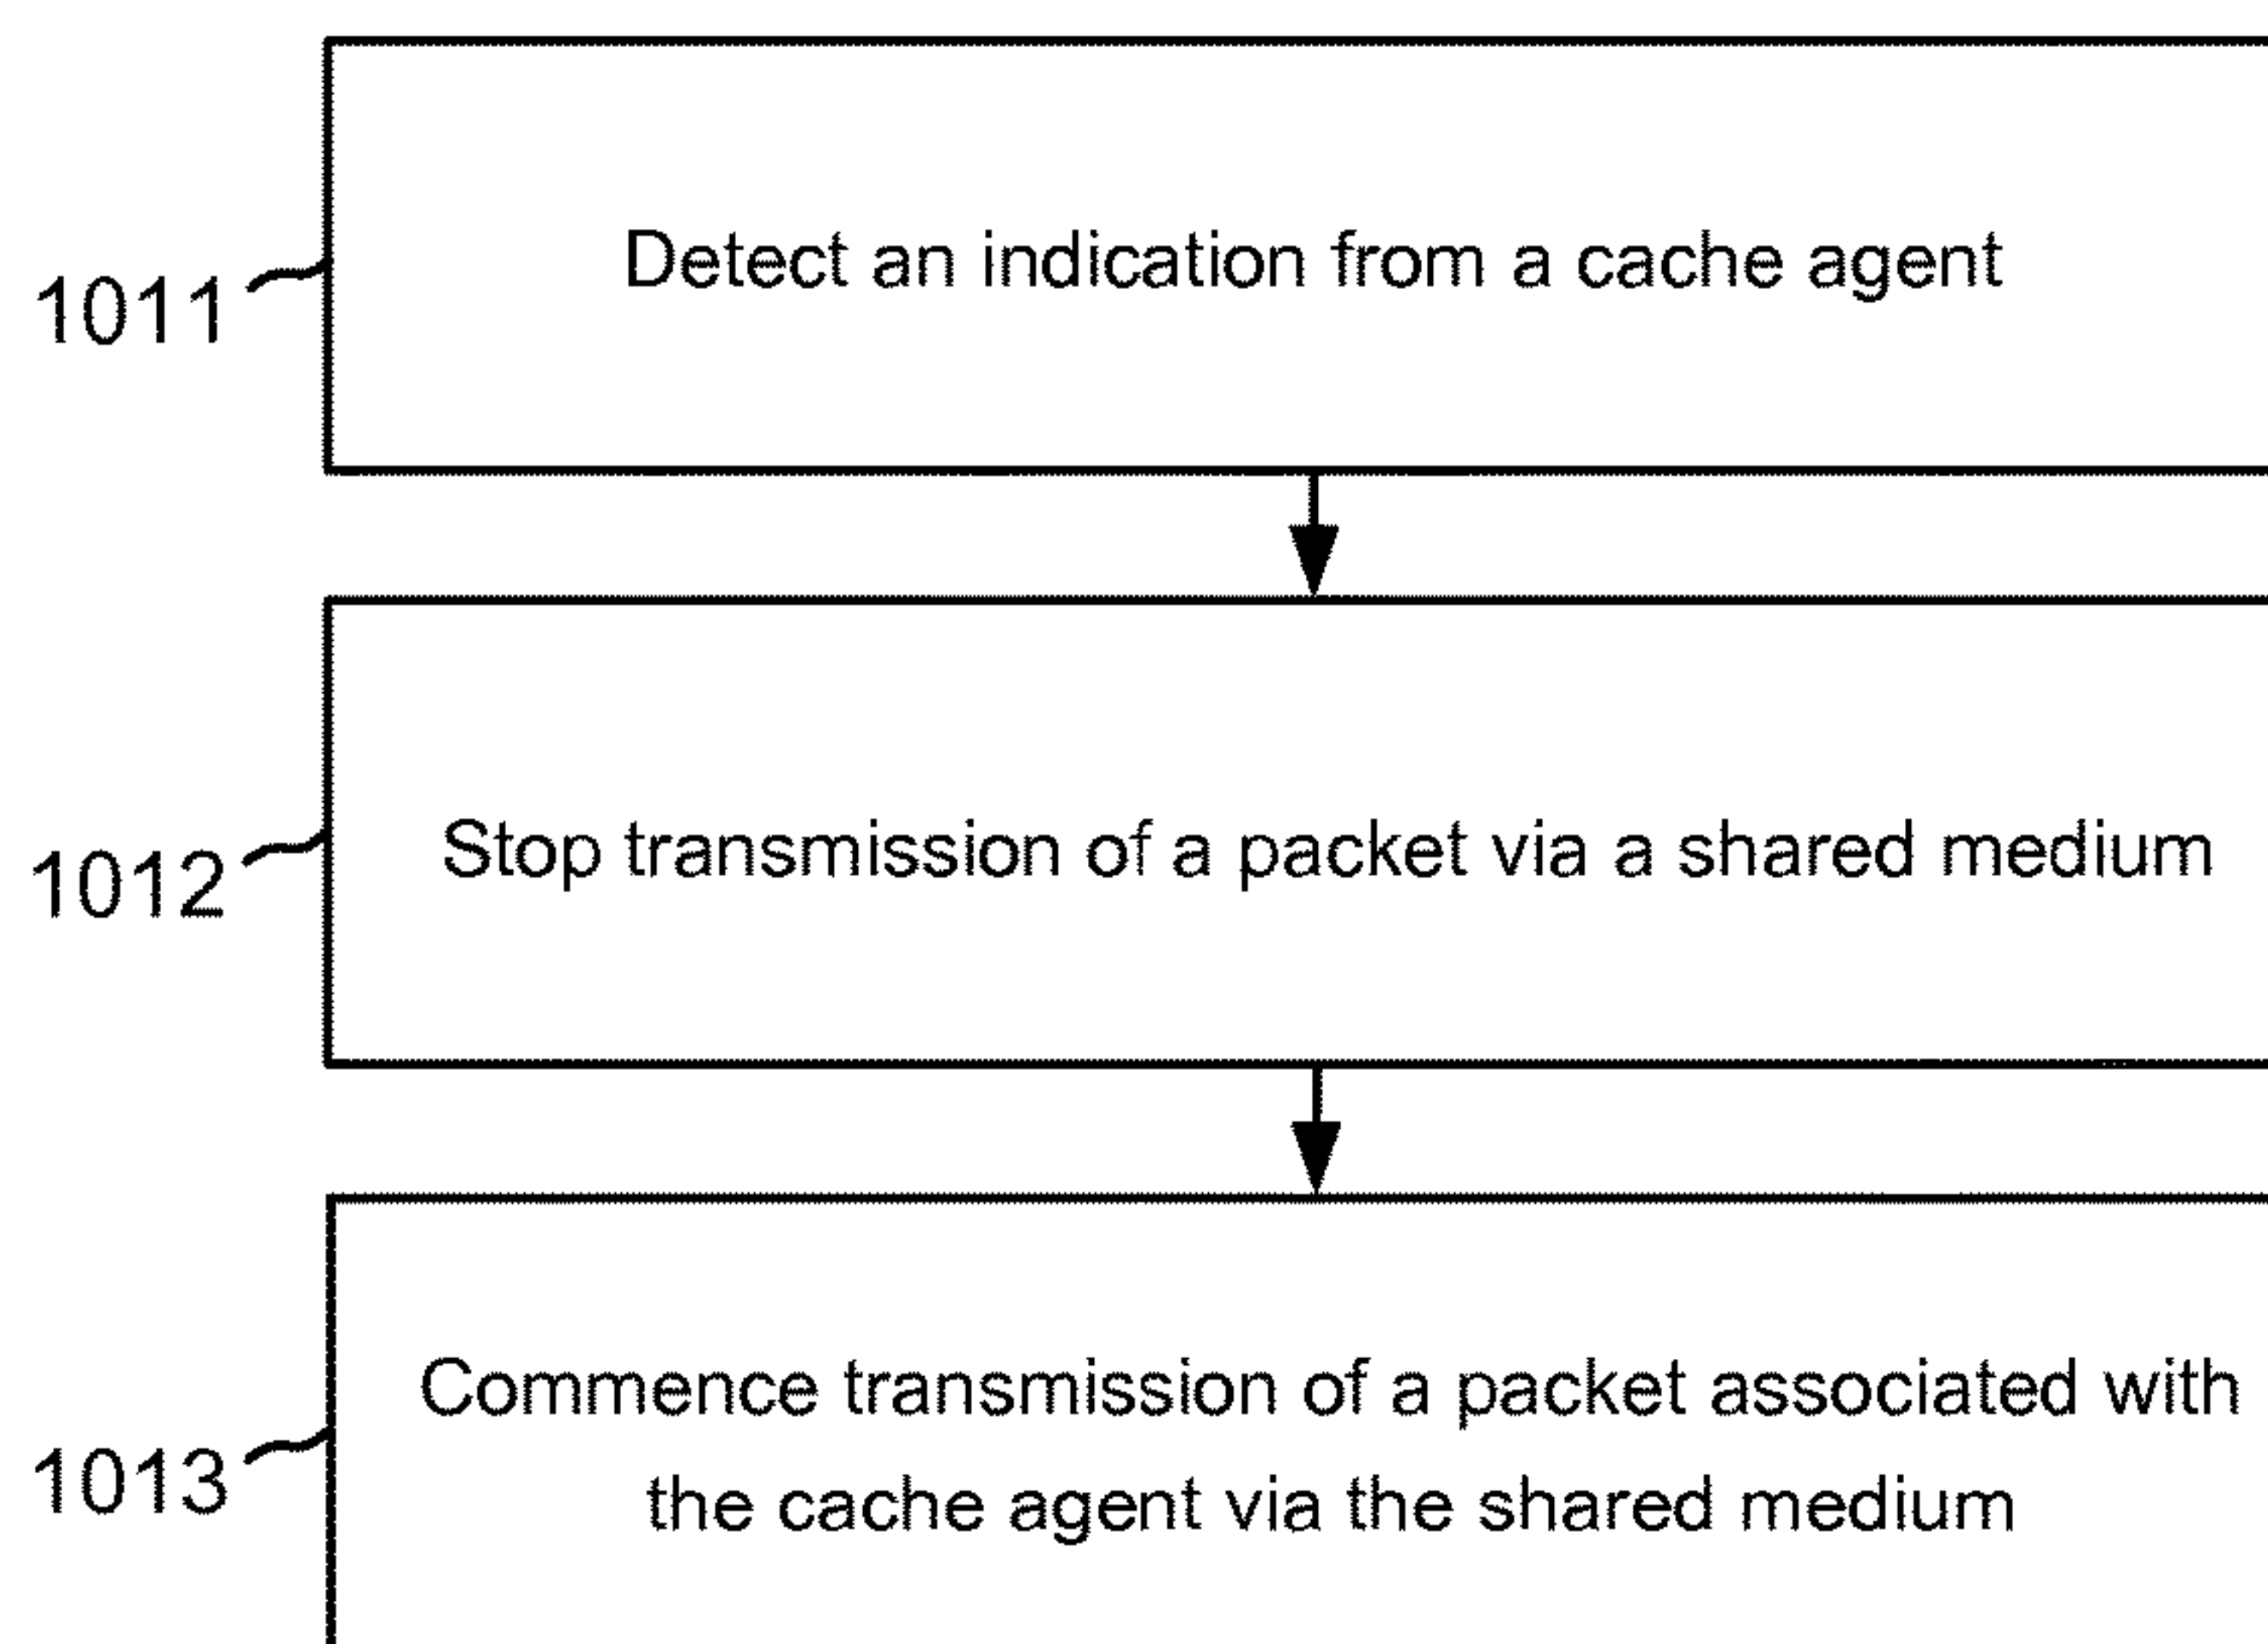 Detect an indication from a cache agent
1011
Stop transmission of a packet via a shared medium
1012
Commence transmission of a packet associated with
the cache agent via the shared medium
1013